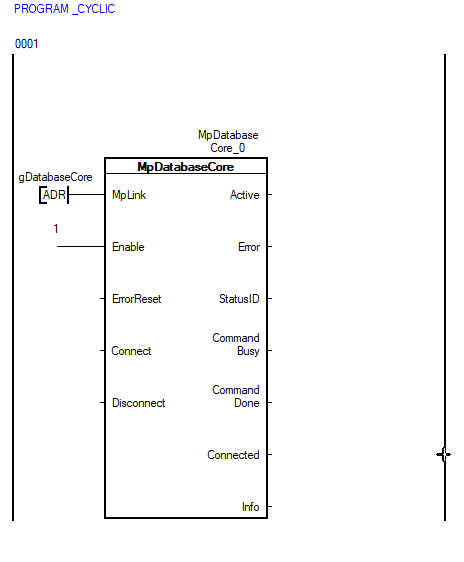 PROGRAM _CYCLIC
0001
MpDatabase
Core_0
MpDatabaseCore
gDatabaseCore
ADR
MpLink
Active
1
Enable
Error
ErrorReset
StatusID
Command
Connect
Busy
Command
Disconnect
Done
Connected
Info